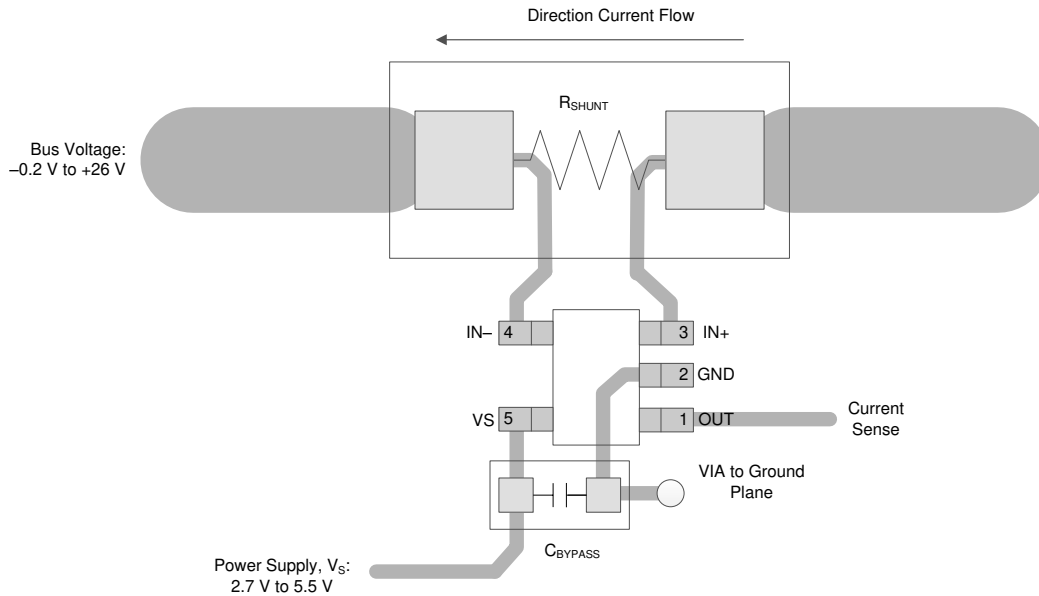 Direction Current Flow
RSHUNT
Bus Voltage:
–0.2 V to +26 V
IN–
4
3
IN+
2
GND
VS
5
1
OUT
Current
Sense
VIA to Ground
Plane
CBYPASS
Power Supply, VS:
2.7 V to 5.5 V